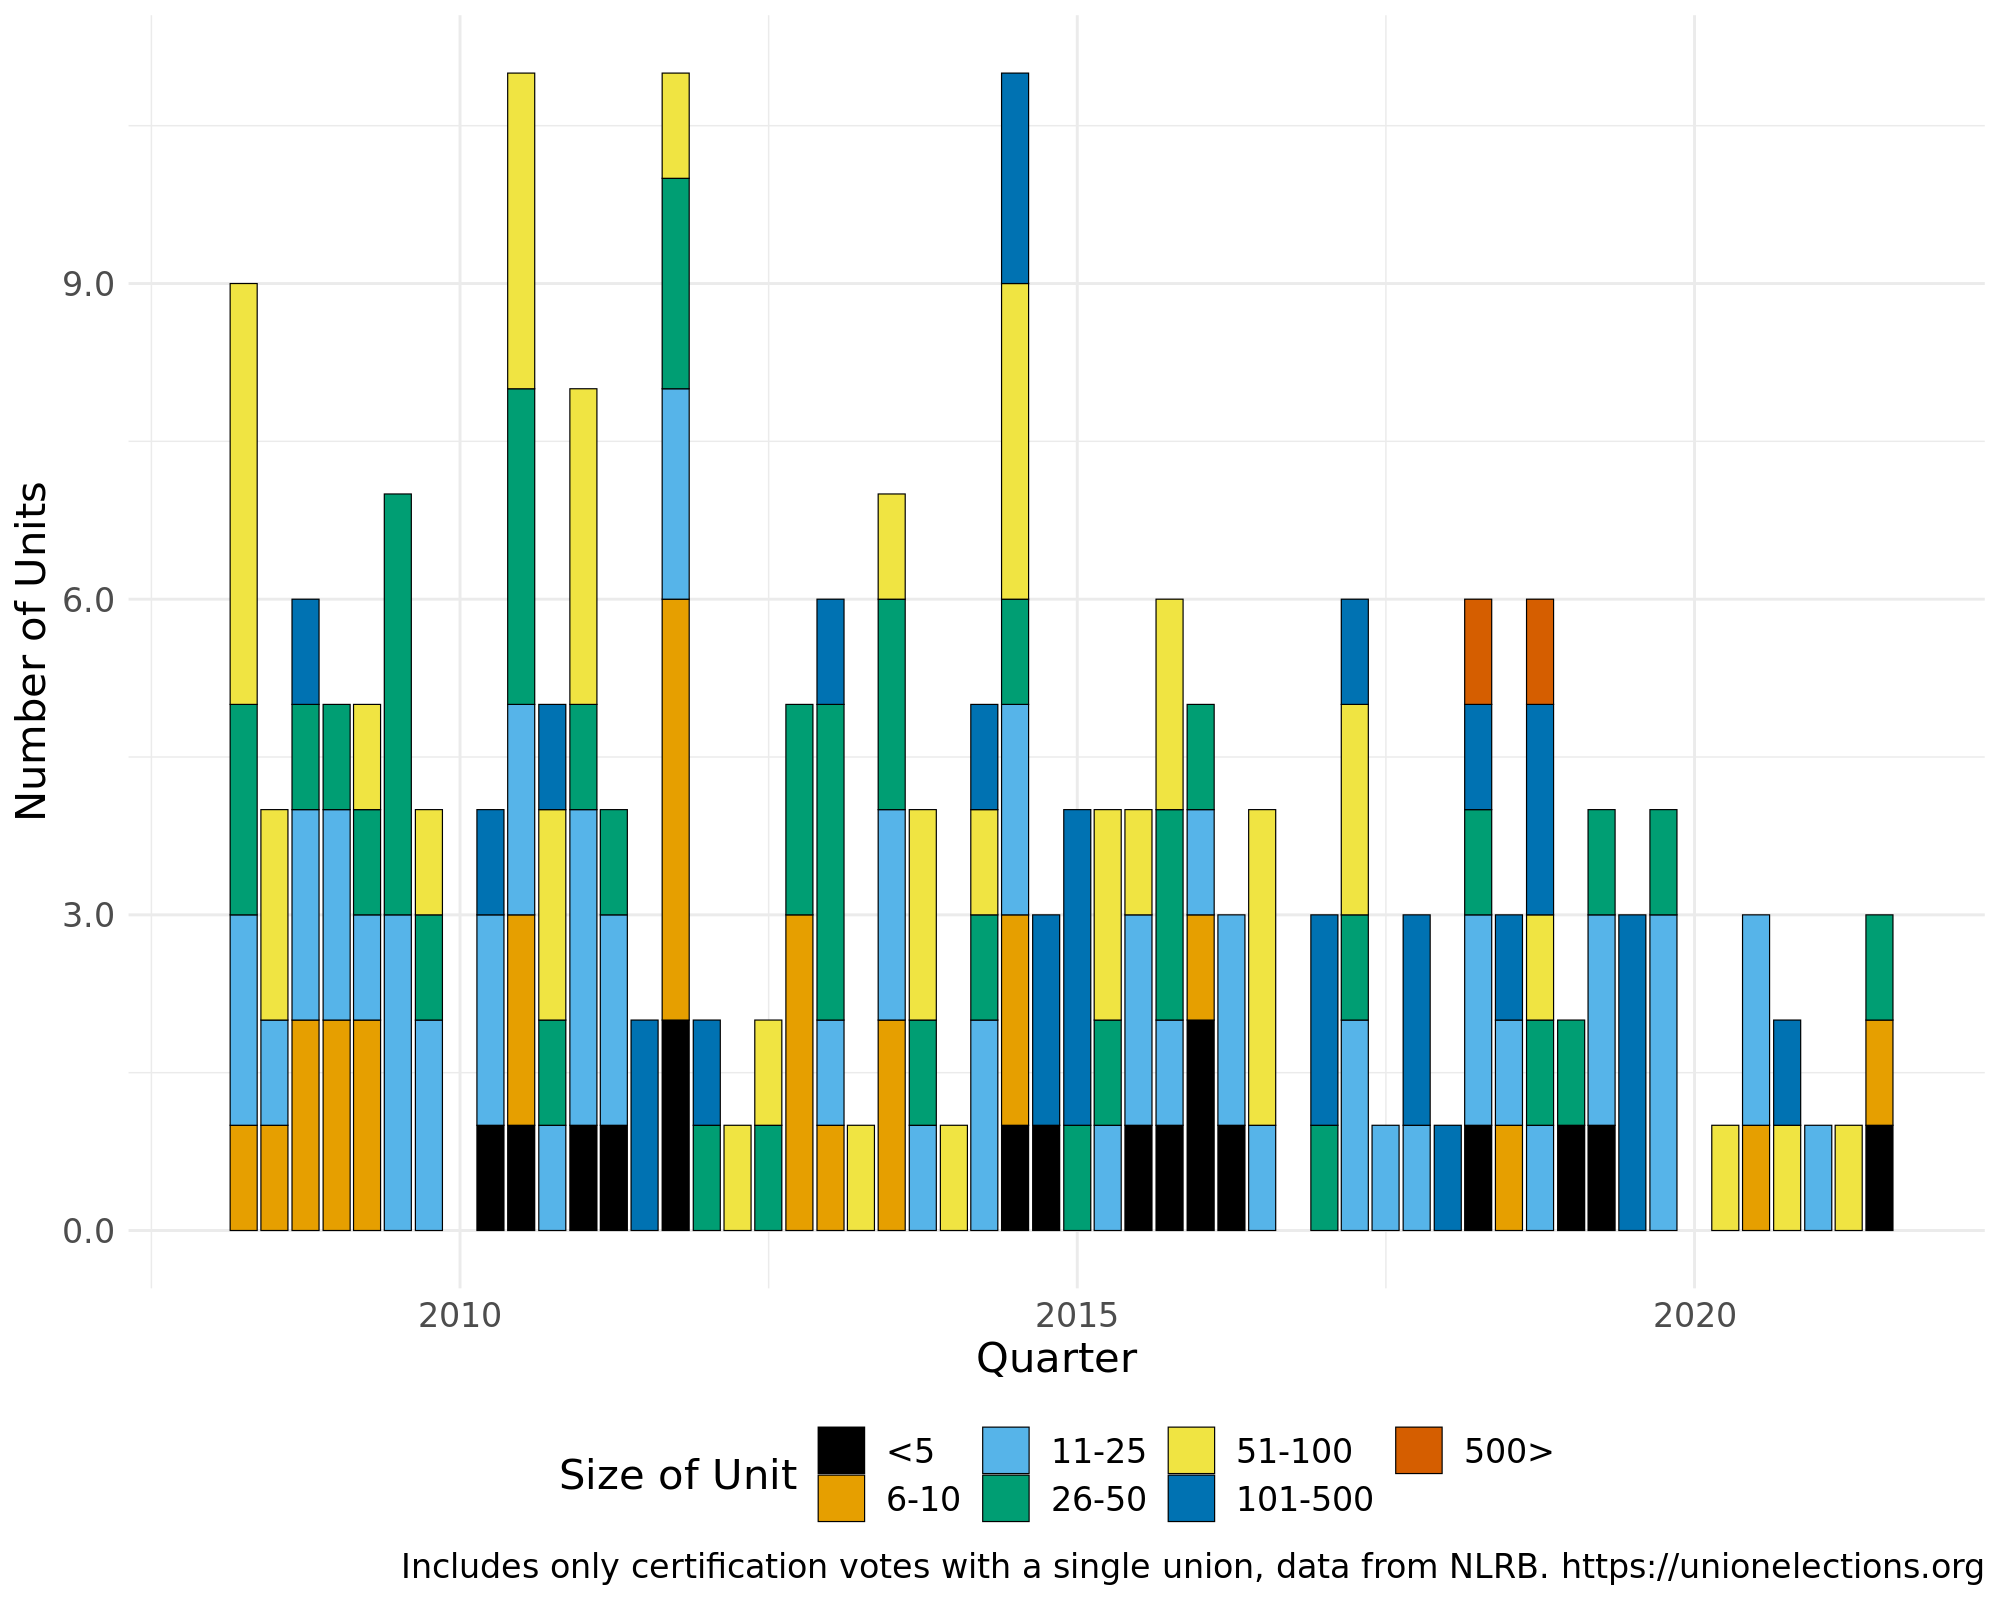 Number of Units
9.0
6.0
3.0
0.0
2010 2015 2020
Quarter
Size of Unit
<5 11-25 51-100 500>
6-10 26-50 101-500
Includes only certification votes with a single union, data from NLRB. https://unionelections.org